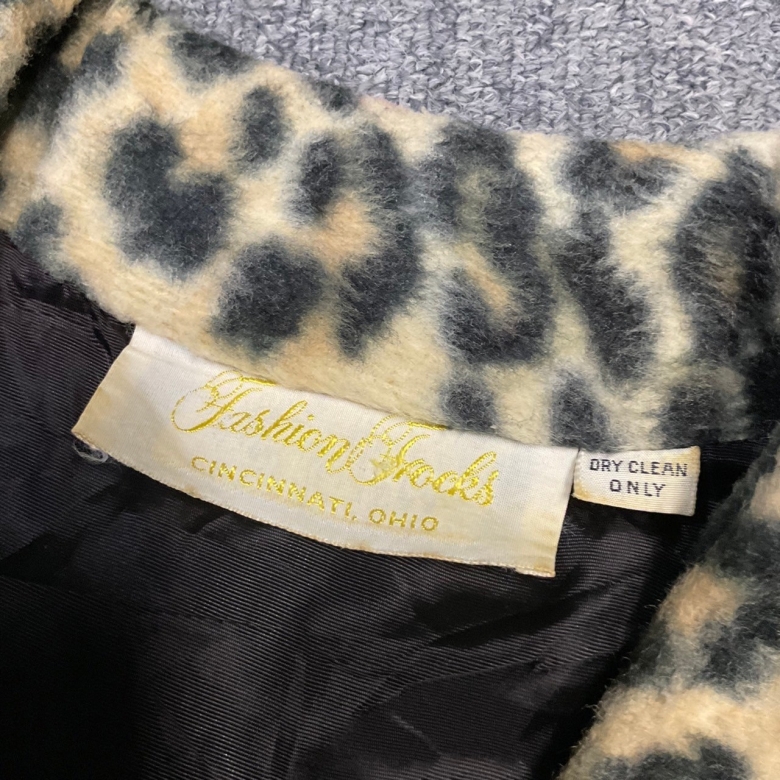 Fashion Frocks
CINCINNATI, OHIO
DRY CLEAN
ONLY